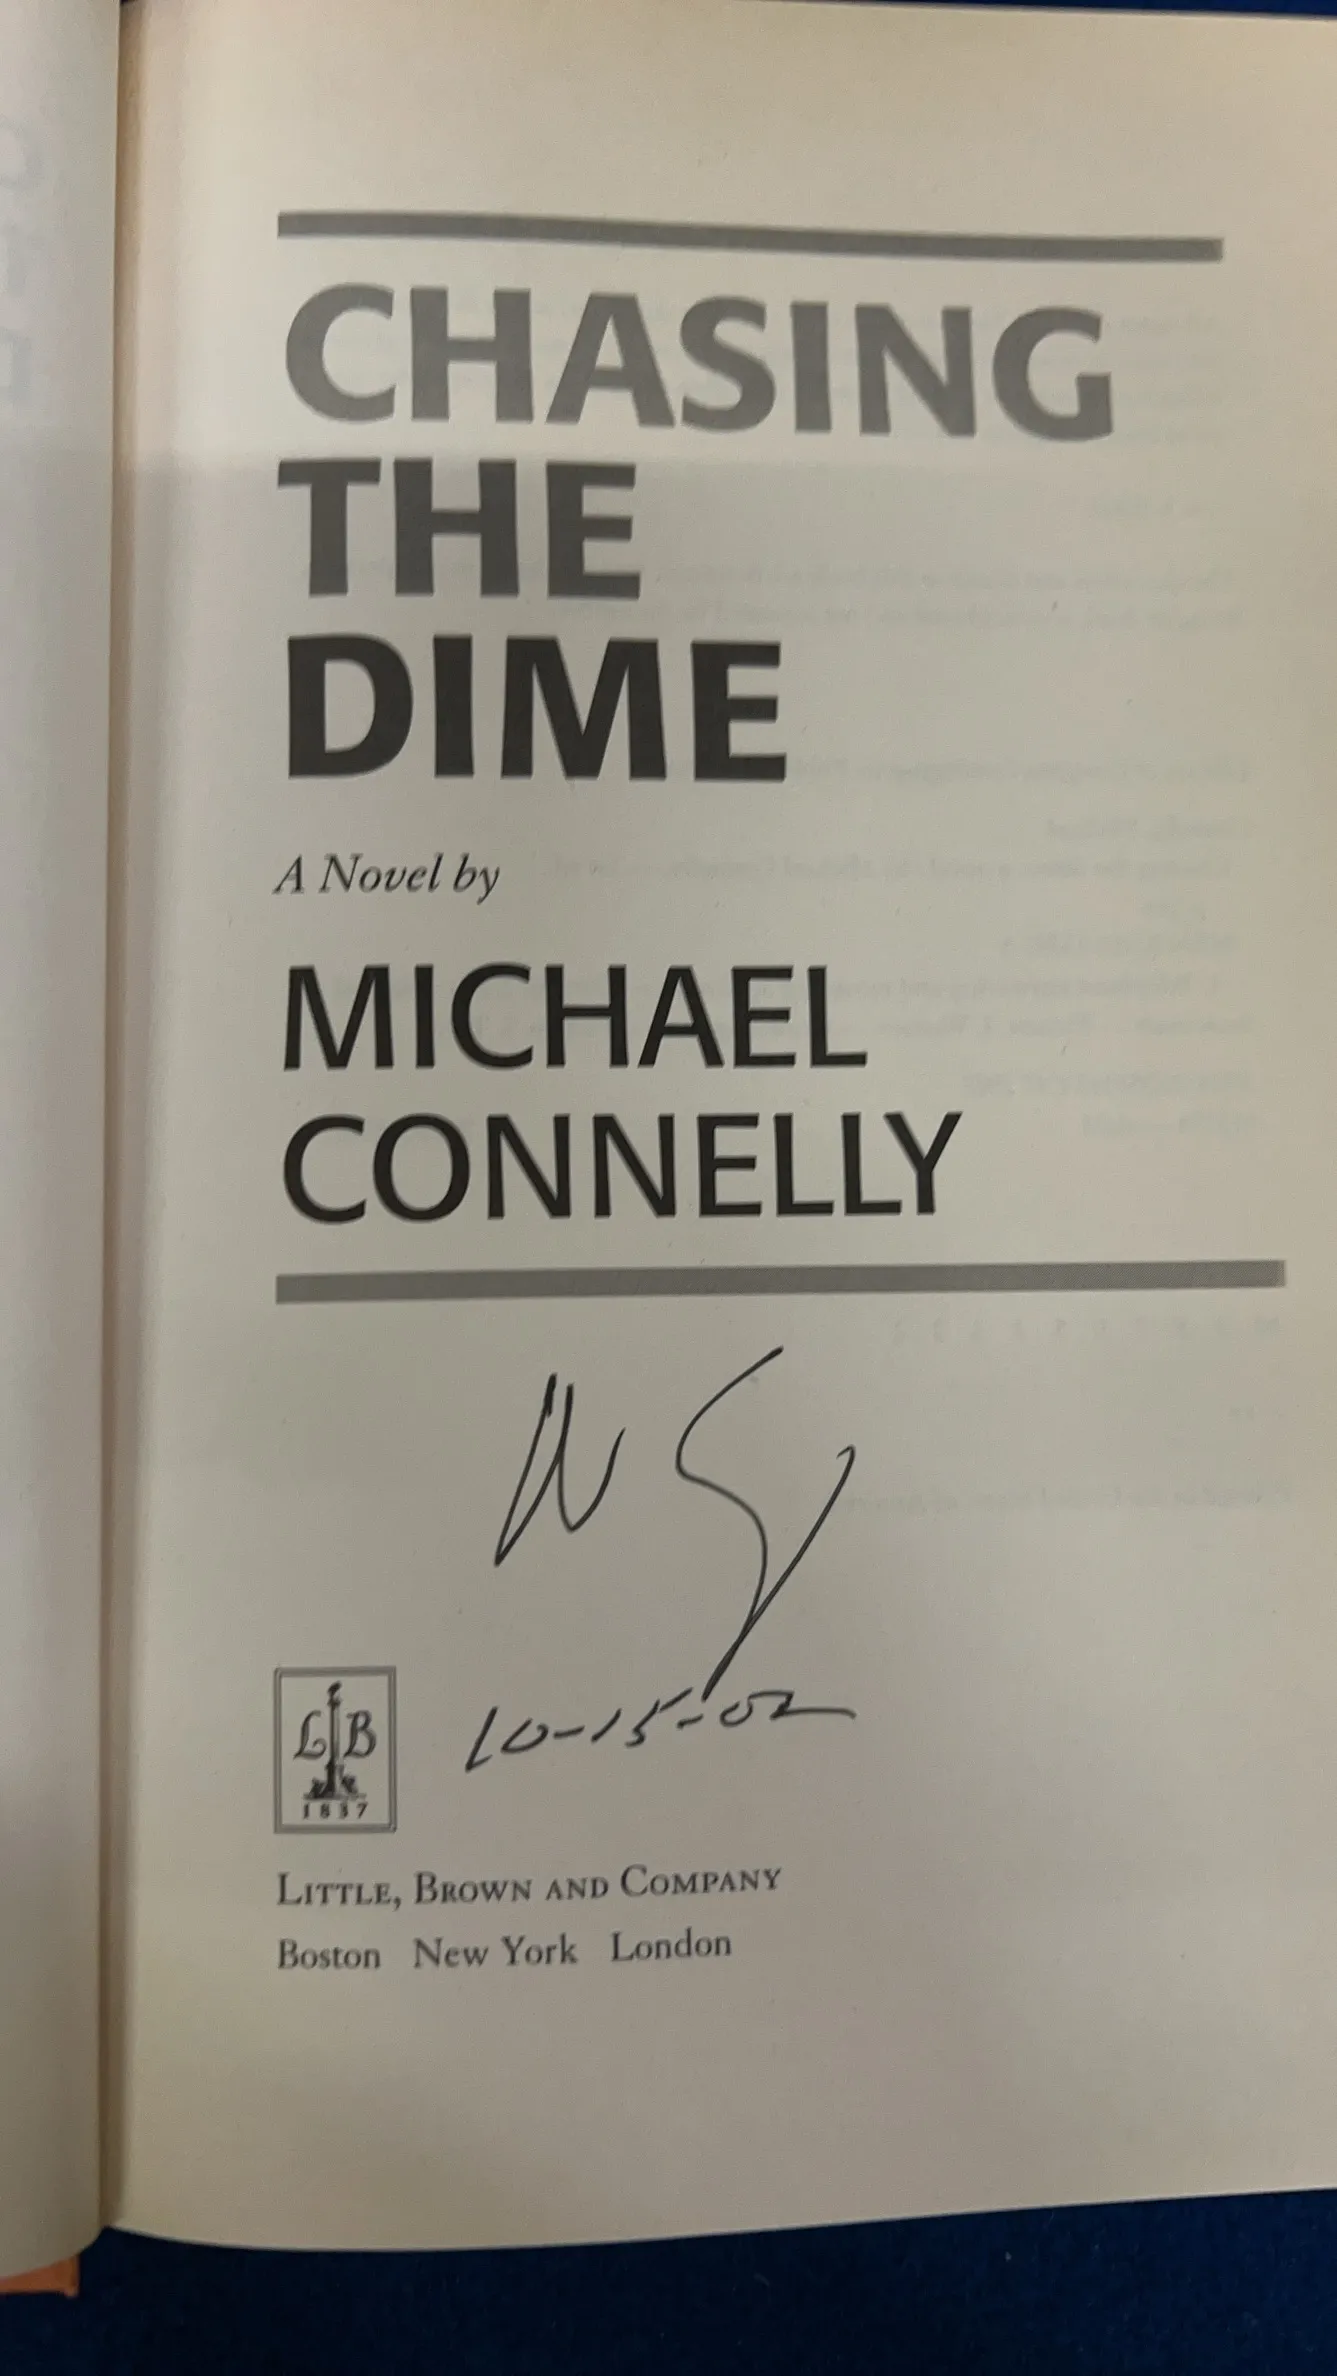 CHASING
THE
DIME
A Novel by
MICHAEL
CONNELLY
10-15-02
L B
1837
LITTLE, BROWN AND COMPANY
Boston New York London